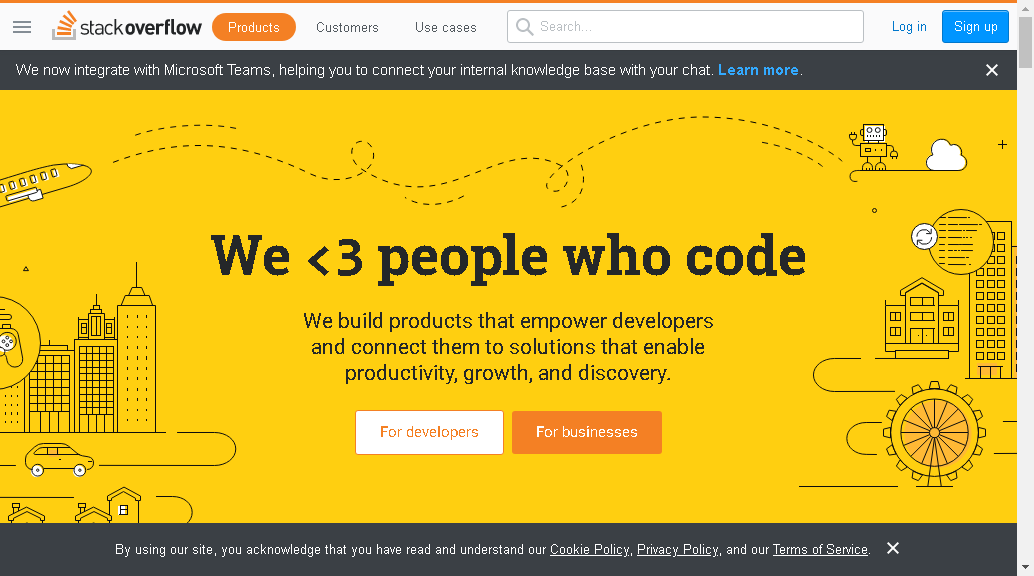 stackoverflow Products Customers Use cases Search... Log in Sign up
We now integrate with Microsoft Teams, helping you to connect your internal knowledge base with your chat. Learn more.
We <3 people who code
We build products that empower developers
and connect them to solutions that enable
productivity, growth, and discovery.
For developers For businesses
By using our site, you acknowledge that you have read and understand our Cookie Policy, Privacy Policy, and our Terms of Service.